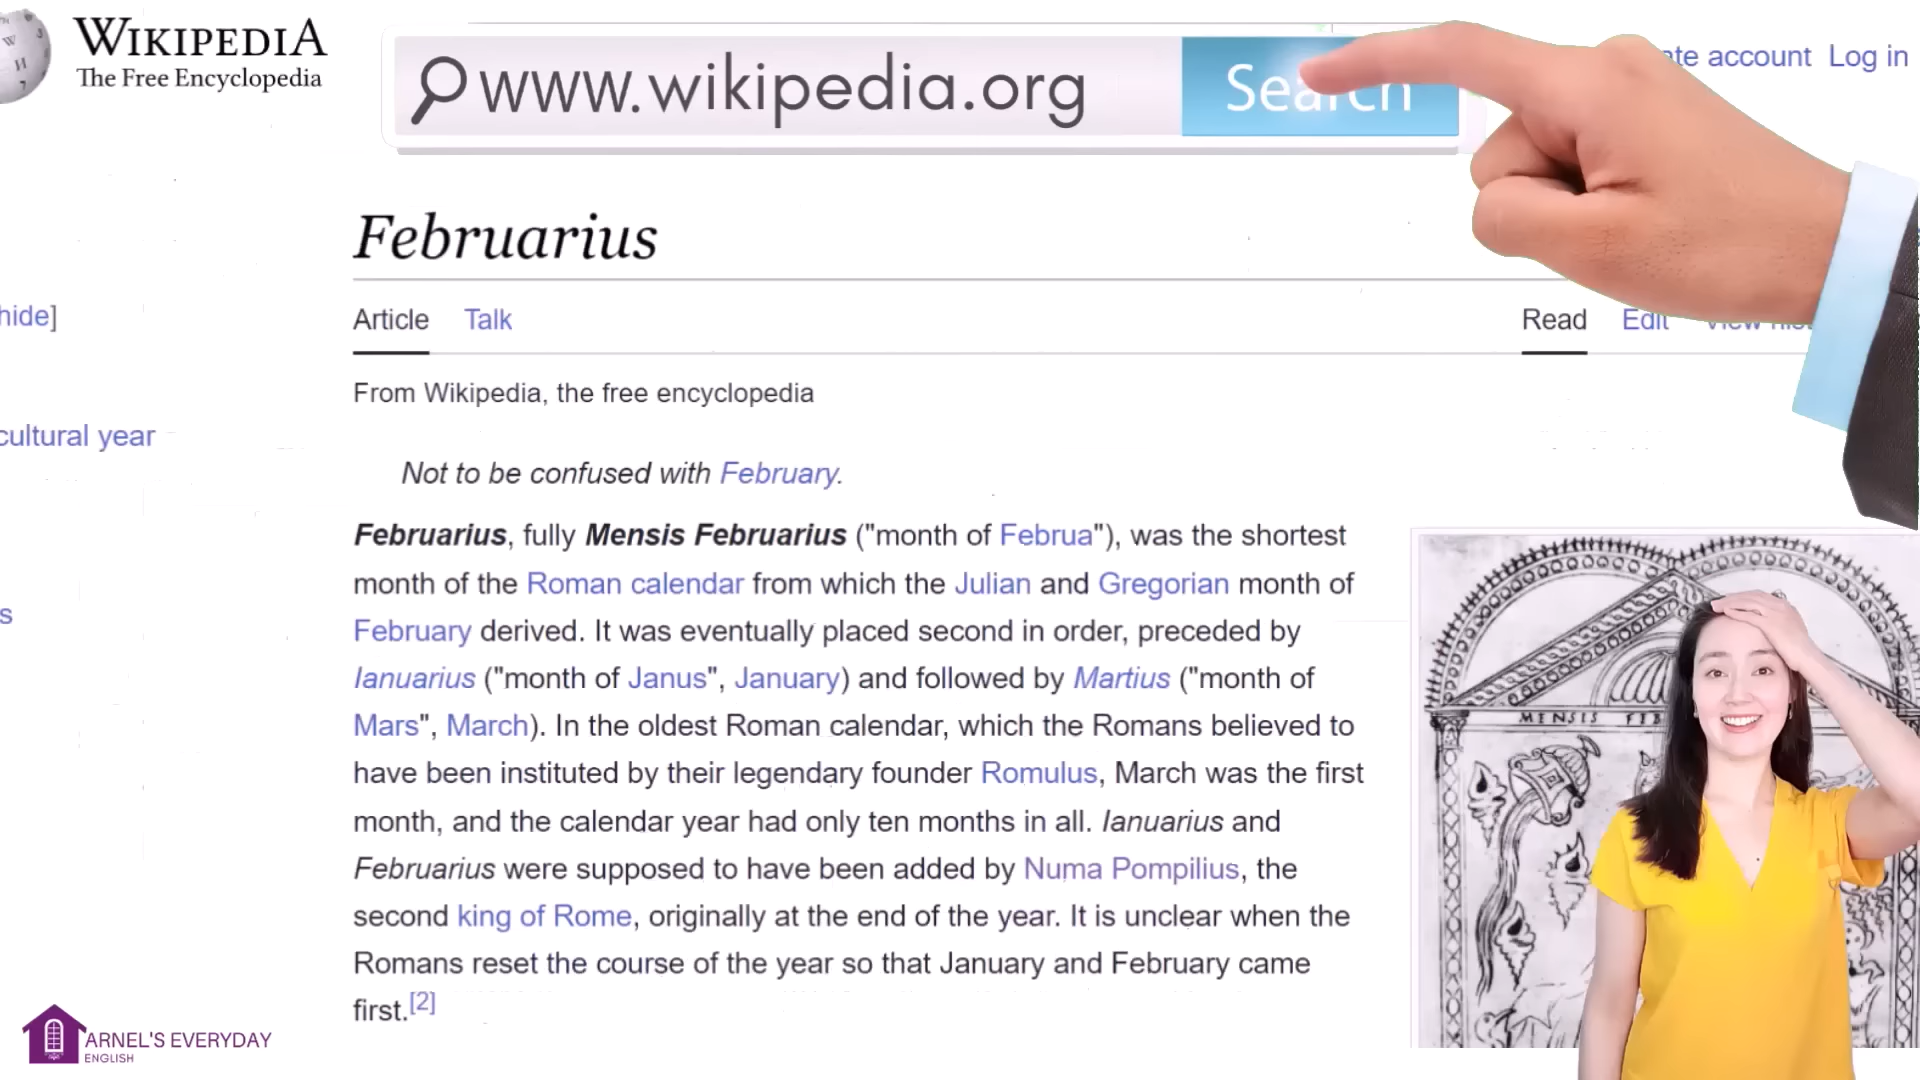 WIKIPEDIA
The Free Encyclopedia
www.wikipedia.org
Search
account Log in
Februarius
Article Talk
Read Edit
hide]
From Wikipedia, the free encyclopedia
cultural year
Not to be confused with February.
Februarius, fully Mensis Februarius ("month of Februa"), was the shortest
month of the Roman calendar from which the Julian and Gregorian month of
February derived. It was eventually placed second in order, preceded by
Ianuarius ("month of Janus", January) and followed by Martius ("month of
Mars", March). In the oldest Roman calendar, which the Romans believed to
have been instituted by their legendary founder Romulus, March was the first
month, and the calendar year had only ten months in all. Ianuarius and
Februarius were supposed to have been added by Numa Pompilius, the
second king of Rome, originally at the end of the year. It is unclear when the
Romans reset the course of the year so that January and February came
first.[2]
MENSIS
ARNEL'S EVERYDAY
ENGLISH